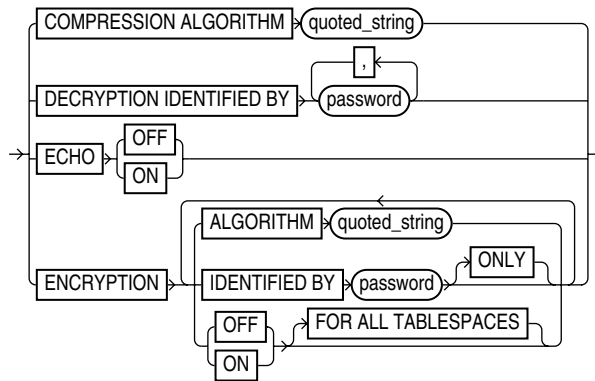 COMPRESSION ALGORITHM quoted_string
,
DECRYPTION IDENTIFIED BY password
OFF
ECHO
ON
ALGORITHM quoted_string
ONLY
ENCRYPTION IDENTIFIED BY password
OFF FOR ALL TABLESPACES
ON